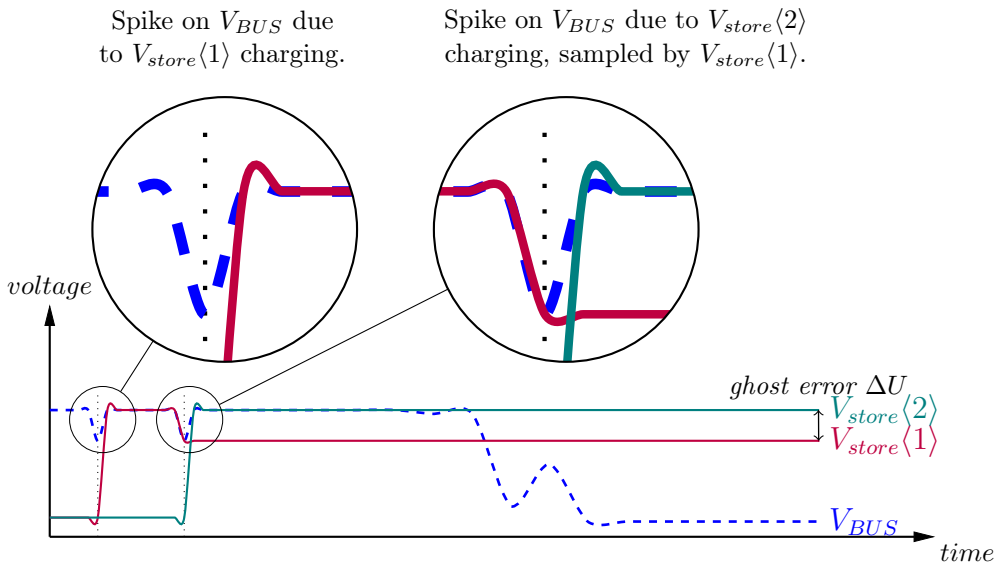 Spike on V_BUS due
to V_store⟨1⟩ charging.
Spike on V_BUS due to V_store⟨2⟩
charging, sampled by V_store⟨1⟩.
voltage
ghost error ΔU
V_store⟨2⟩
V_store⟨1⟩
V_BUS
time